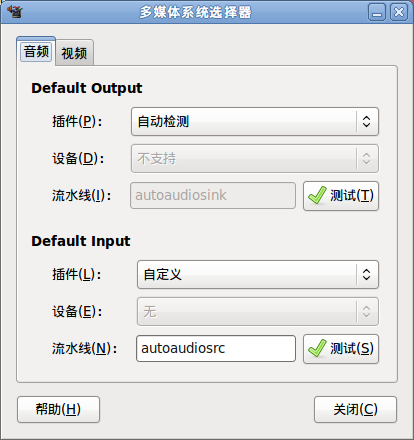 多媒体系统选择器
音频 视频
Default Output
插件(P): 自动检测
设备(D): 不支持
流水线(I): autoaudiosink 测试(T)
Default Input
插件(L): 自定义
设备(E): 无
流水线(N): autoaudiosrc 测试(S)
帮助(H) 关闭(C)